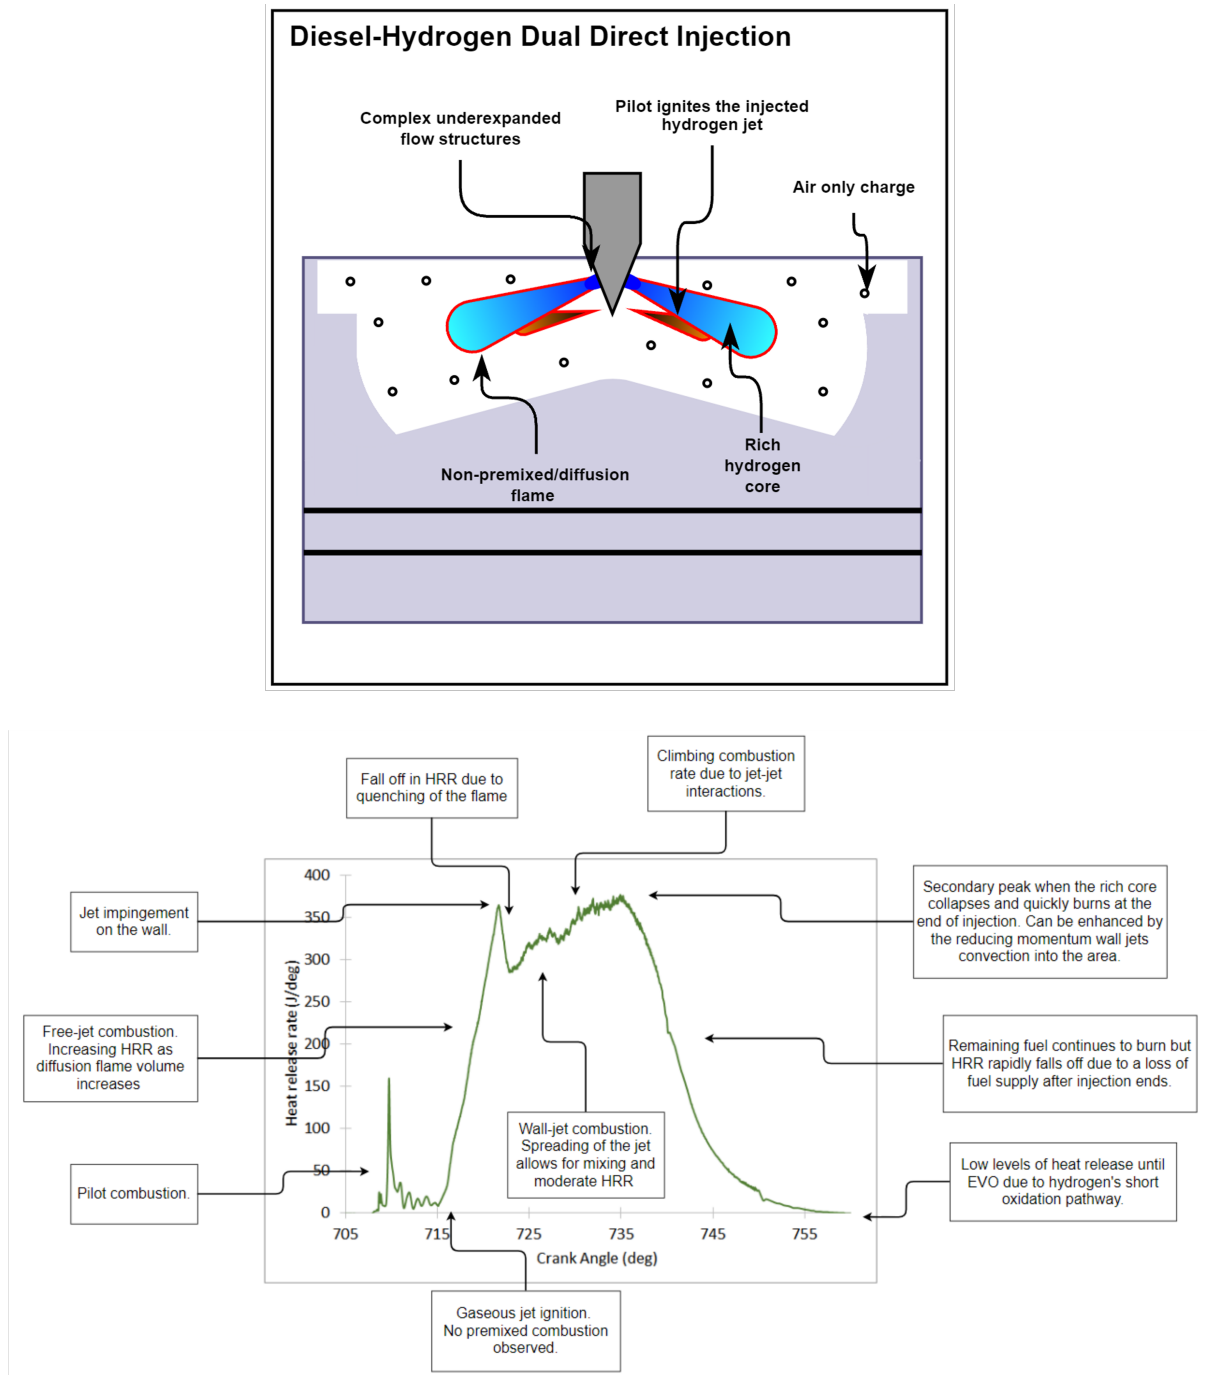 Diesel-Hydrogen Dual Direct Injection
Complex underexpanded
flow structures
Pilot ignites the injected
hydrogen jet
Air only charge
Non-premixed/diffusion
flame
Rich
hydrogen
core
Fall off in HRR due to
quenching of the flame
Climbing combustion
rate due to jet-jet
interactions.
Jet impingement
on the wall.
Secondary peak when the rich core
collapses and quickly burns at the
end of injection. Can be enhanced by
the reducing momentum wall jets
convection into the area.
Free-jet combustion.
Increasing HRR as
diffusion flame volume
increases
Remaining fuel continues to burn but
HRR rapidly falls off due to a loss of
fuel supply after injection ends.
Wall-jet combustion.
Spreading of the jet
allows for mixing and
moderate HRR
Pilot combustion.
Low levels of heat release until
EVO due to hydrogen's short
oxidation pathway.
Gaseous jet ignition.
No premixed combustion
observed.
Heat release rate (J/deg)
400
350
300
250
200
150
100
50
0
705
715
725
735
745
755
Crank Angle (deg)